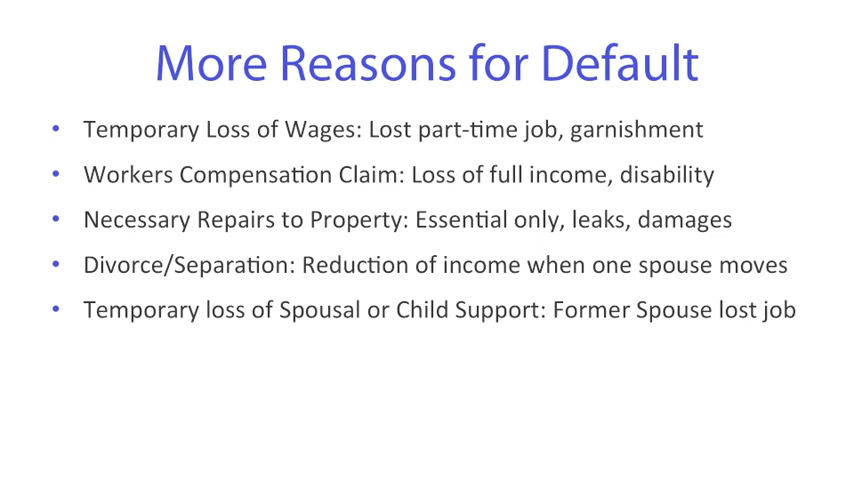 More Reasons for Default
• Temporary Loss of Wages: Lost part-time job, garnishment
• Workers Compensation Claim: Loss of full income, disability
• Necessary Repairs to Property: Essential only, leaks, damages
• Divorce/Separation: Reduction of income when one spouse moves
• Temporary loss of Spousal or Child Support: Former Spouse lost job